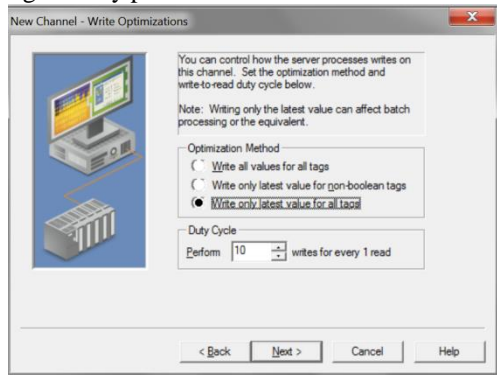 New Channel - Write Optimizations
You can control how the server processes writes on
this channel. Set the optimization method and
write-to-read duty cycle below.
Note: Writing only the latest value can affect batch
processing or the equivalent.
Optimization Method
Write all values for all tags
Write only latest value for non-boolean tags
Write only latest value for all tags
Duty Cycle
Perform 10 writes for every 1 read
< Back Next > Cancel Help